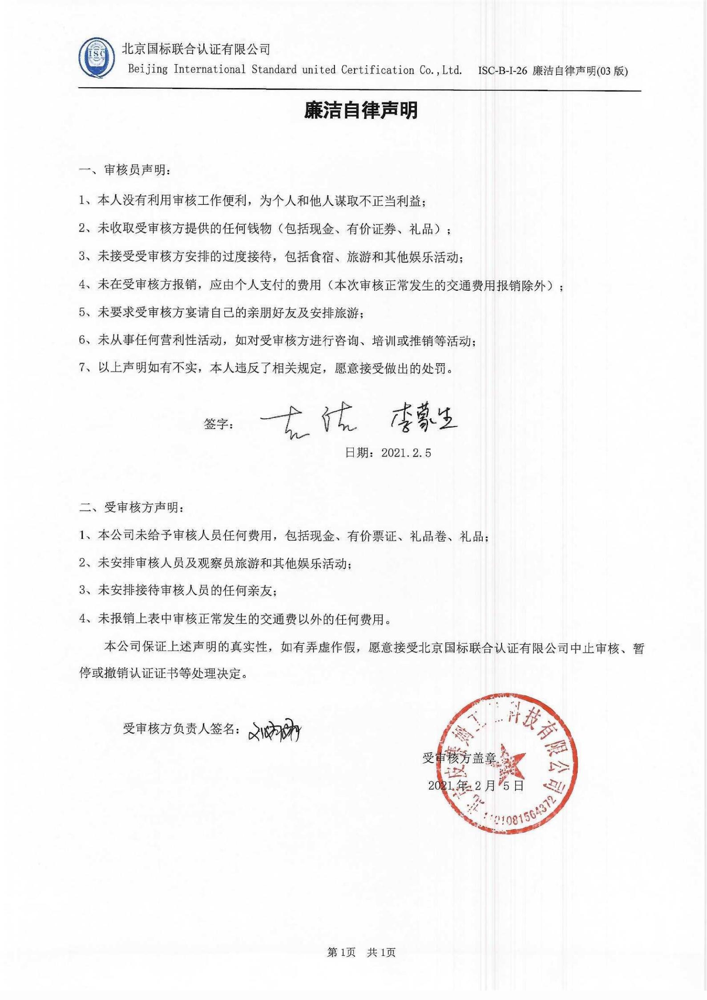 ISC
北京国标联合认证有限公司
Beijing International Standard united Certification Co.,Ltd. ISC-B-I-26 廉洁自律声明(03 版)
廉洁自律声明
一、审核员声明:
1、本人没有利用审核工作便利，为个人和他人谋取不正当利益;
2、未收取受审核方提供的任何钱物（包括现金、有价证券、礼品）;
3、未接受受审核方安排的过度接待，包括食宿、旅游和其他娱乐活动;
4、未在受审核方报销，应由个人支付的费用（本次审核正常发生的交通费用报销除外）;
5、未要求受审核方宴请自己的亲朋好友及安排旅游;
6、未从事任何营利性活动，如对受审核方进行咨询、培训或推销等活动;
7、以上声明如有不实，本人违反了相关规定，愿意接受做出的处罚。
签字: 吉洁 李蒙生
日期: 2021.2.5
二、受审核方声明:
1、本公司未给予审核人员任何费用，包括现金、有价票证、礼品卷、礼品;
2、未安排审核人员及观察员旅游和其他娱乐活动;
3、未安排接待审核人员的任何亲友;
4、未报销上表中审核正常发生的交通费以外的任何费用。
本公司保证上述声明的真实性，如有弄虚作假，愿意接受北京国标联合认证有限公司中止审核、暂
停或撤销认证证书等处理决定。
受审核方负责人签名:
受审核方盖章
2021 年 2 月 5 日
科技有限公司
第 1页 共 1页